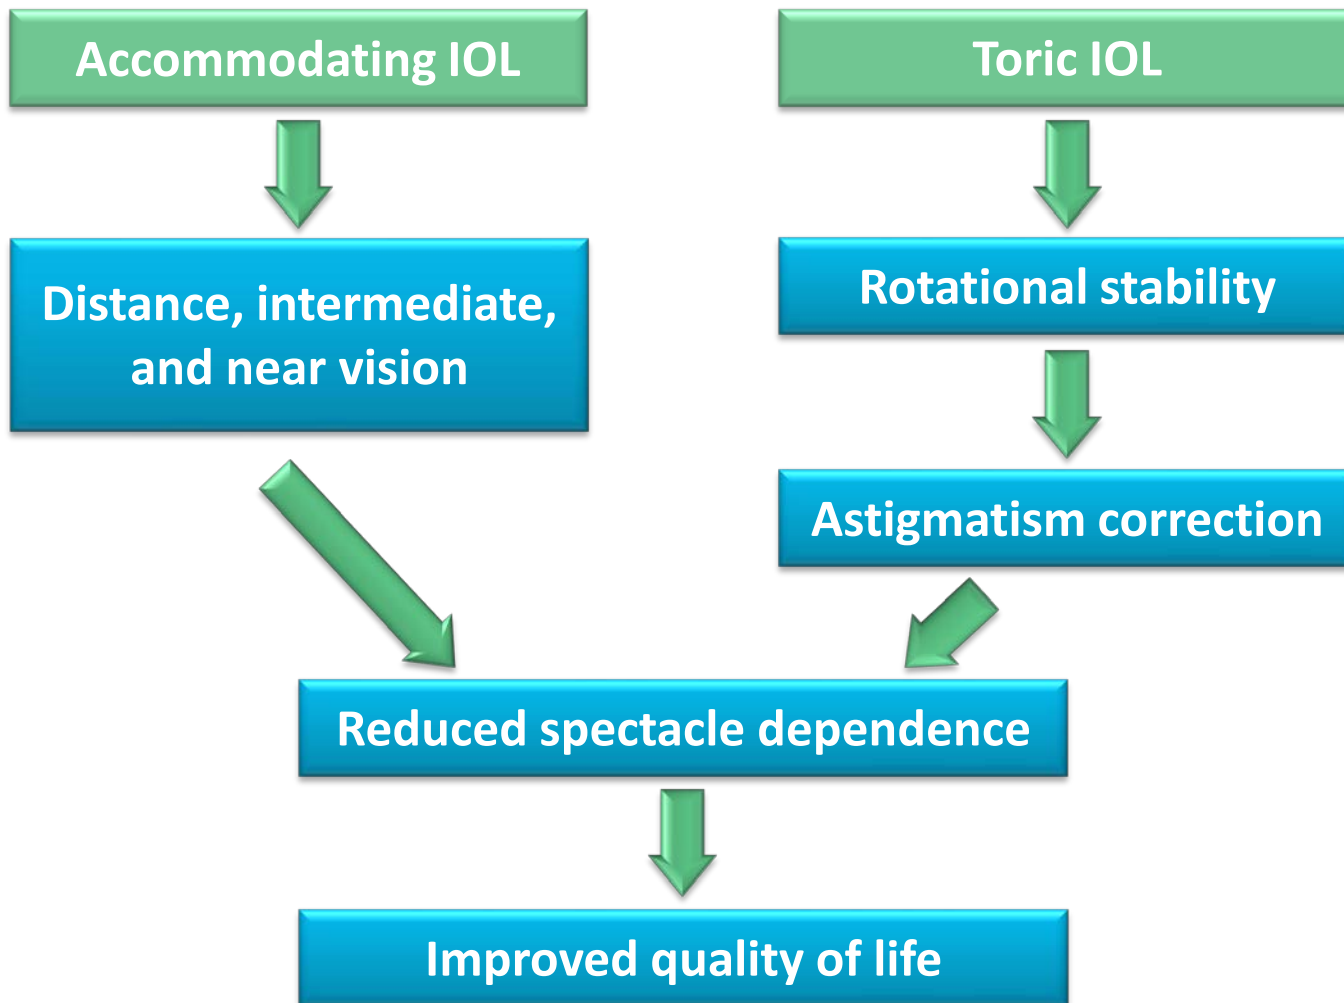 Accommodating IOL
Toric IOL
Distance, intermediate,
and near vision
Rotational stability
Astigmatism correction
Reduced spectacle dependence
Improved quality of life